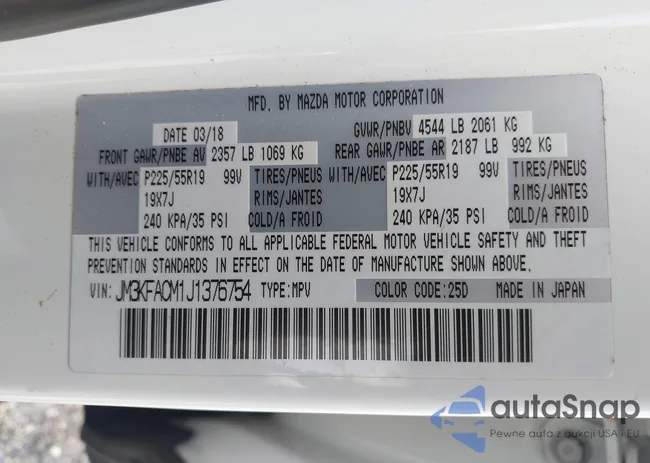 MFD. BY MAZDA MOTOR CORPORATION
DATE 03/18 GVWR/PNBV 4544 LB 2061 KG
FRONT GAWR/PNBE AV 2357 LB 1069 KG REAR GAWR/PNBE AR 2187 LB 992 KG
WITH/AVEC P225/55R19 99V TIRES/PNEUS WITH/AVEC P225/55R19 99V TIRES/PNEUS
19X7J RIMS/JANTES 19X7J RIMS/JANTES
240 KPA/35 PSI COLD/A FROID 240 KPA/35 PSI COLD/A FROID
THIS VEHICLE CONFORMS TO ALL APPLICABLE FEDERAL MOTOR VEHICLE SAFETY AND THEFT
PREVENTION STANDARDS IN EFFECT ON THE DATE OF MANUFACTURE SHOWN ABOVE.
VIN: JM3KFACM1J1376754 TYPE:MPV COLOR CODE:25D MADE IN JAPAN
autaSnap
Pewne auta z aukcji USA i EU